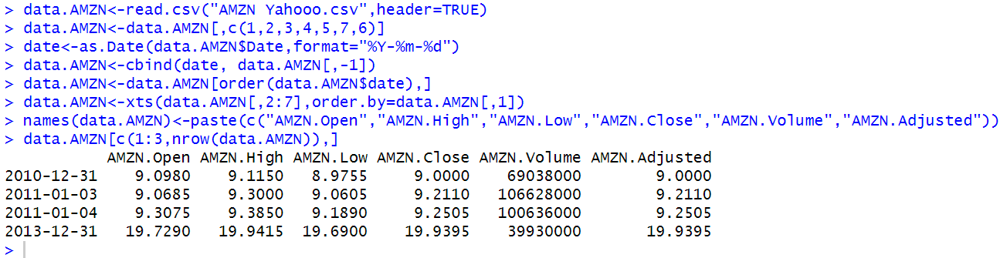 > data.AMZN<-read.csv("AMZN Yahooo.csv",header=TRUE)
> data.AMZN<-data.AMZN[,c(1,2,3,4,5,7,6)]
> date<-as.Date(data.AMZN$Date,format="%Y-%m-%d")
> data.AMZN<-cbind(date, data.AMZN[,-1])
> data.AMZN<-data.AMZN[order(data.AMZN$date),]
> data.AMZN<-xts(data.AMZN[,2:7],order.by=data.AMZN[,1])
> names(data.AMZN)<-paste(c("AMZN.Open","AMZN.High","AMZN.Low","AMZN.Close","AMZN.Volume","AMZN.Adjusted"))
> data.AMZN[c(1:3,nrow(data.AMZN)),]
           AMZN.Open AMZN.High AMZN.Low AMZN.Close AMZN.Volume AMZN.Adjusted
2010-12-31    9.0980    9.1150   8.9755     9.0000    69038000        9.0000
2011-01-03    9.0685    9.3000   9.0605     9.2110   106628000        9.2110
2011-01-04    9.3075    9.3850   9.1890     9.2505   100636000        9.2505
2013-12-31   19.7290   19.9415  19.6900    19.9395    39930000       19.9395
>